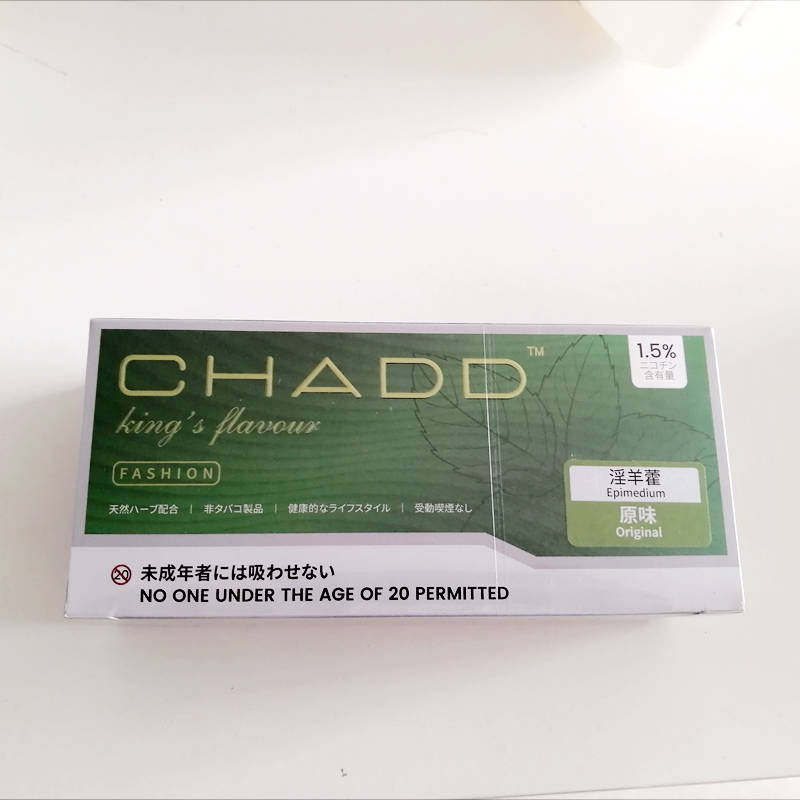 CHADD™
king's flavour
FASHION
天然ハーブ配合 | 非タバコ製品 | 健康的なライフスタイル | 受動喫煙なし
1.5%
ニコチン
含有量
淫羊藿
Epimedium
原味
Original
20 未成年者には吸わせない
NO ONE UNDER THE AGE OF 20 PERMITTED